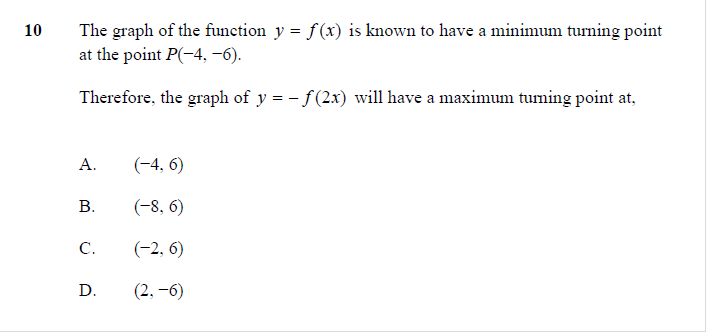 10 The graph of the function y = f(x) is known to have a minimum turning point
at the point P(−4, −6).
Therefore, the graph of y = − f(2x) will have a maximum turning point at,
A. (−4, 6)
B. (−8, 6)
C. (−2, 6)
D. (2, −6)